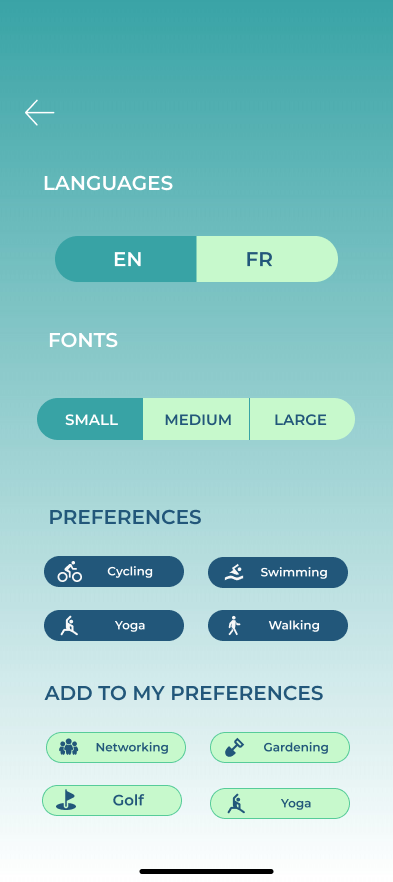 LANGUAGES
EN FR
FONTS
SMALL MEDIUM LARGE
PREFERENCES
Cycling Swimming
Yoga Walking
ADD TO MY PREFERENCES
Networking Gardening
Golf Yoga